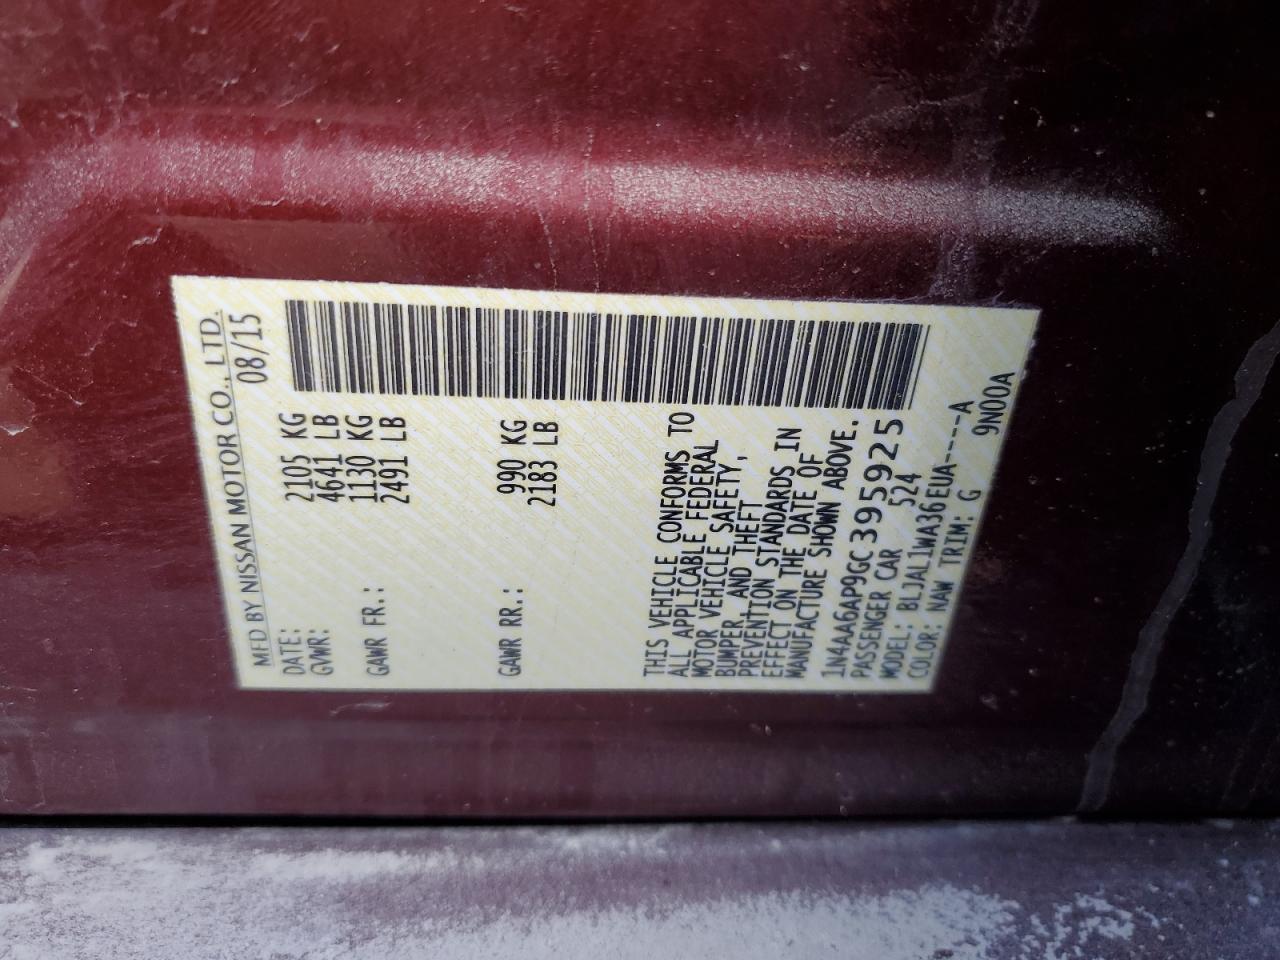 MFD BY NISSAN MOTOR CO., LTD.
DATE: 08/15
GVWR: 2105 KG
4641 LB
GAWR FR.: 1130 KG
2491 LB
GAWR RR.: 990 KG
2183 LB
THIS VEHICLE CONFORMS TO
ALL APPLICABLE FEDERAL
MOTOR VEHICLE SAFETY,
BUMPER, AND THEFT
PREVENTION STANDARDS IN
EFFECT ON THE DATE OF
MANUFACTURE SHOWN ABOVE.
1N4AA6AP9GC395925
PASSENGER CAR 524
MODEL: BLJAL1WA36EUA----A
COLOR: NAW TRIM: G 9N00A